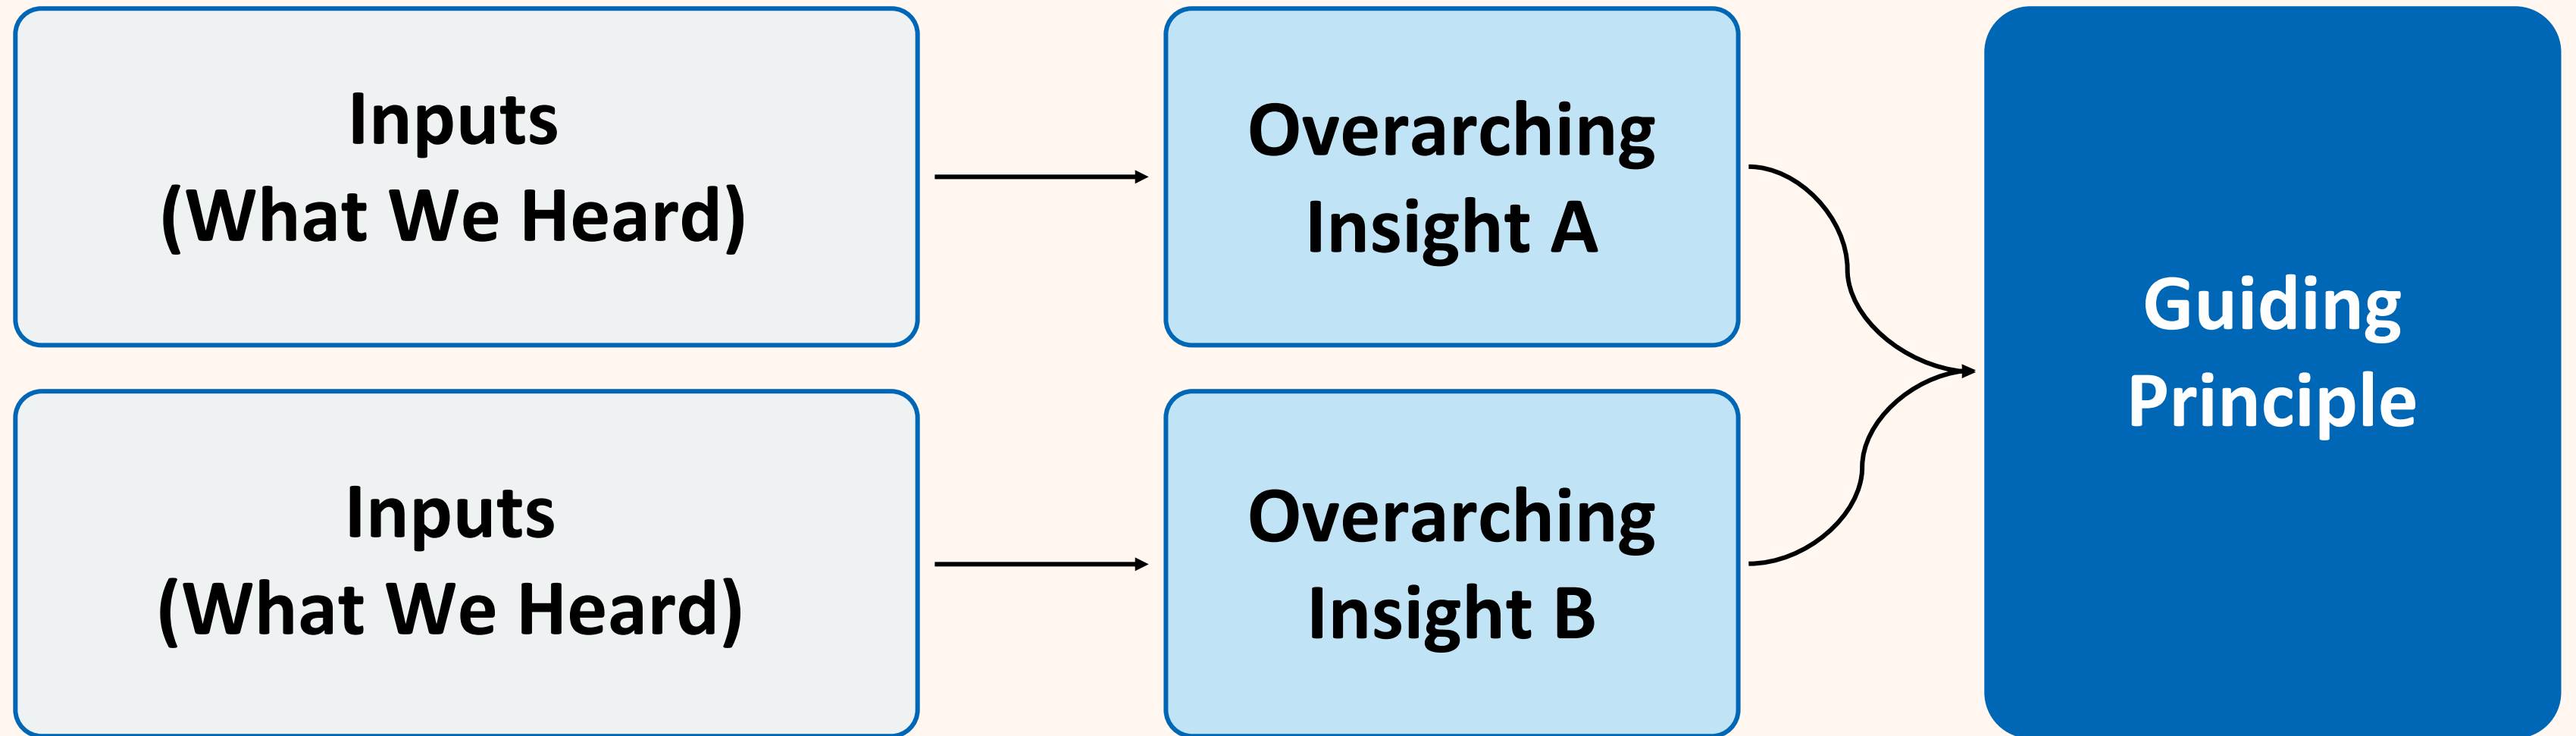 Inputs
(What We Heard)
Overarching
Insight A
Inputs
(What We Heard)
Overarching
Insight B
Guiding
Principle